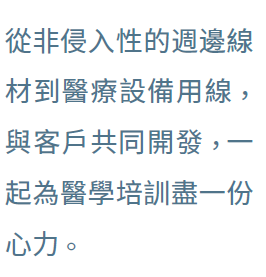 從非侵入性的週邊線
材到醫療設備用線，
與客戶共同開發，一
起為醫學培訓盡一份
心力。